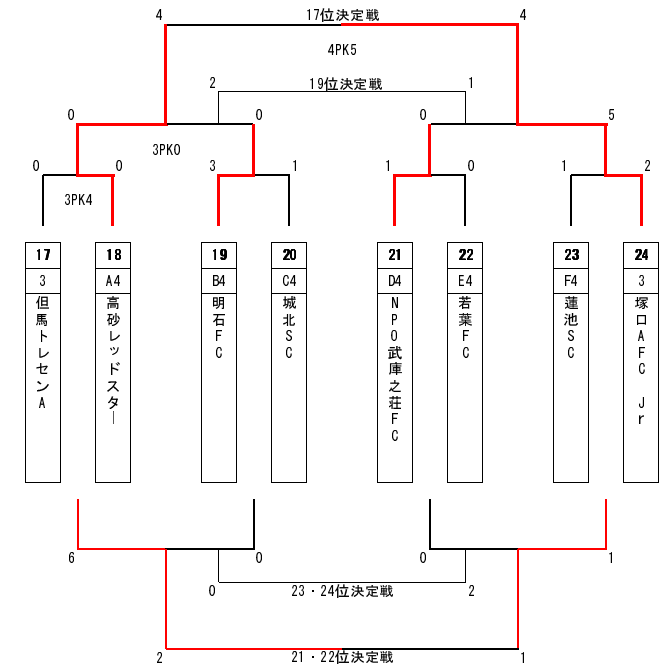 4 17位決定戦 4
4PK5
2 19位決定戦 1
0 0 0 5
3PK0
0 0 3 1 1 0 1 2
3PK4
17 18 19 20 21 22 23 24
3 A4 B4 C4 D4 E4 F4 3
但馬トレセンA
高砂レッドスター
明石FC
城北SC
NPO武庫之荘FC
若葉FC
蓮池SC
塚口AFC Jr
6 0 0 1
0 23・24位決定戦 2
2 21・22位決定戦 1